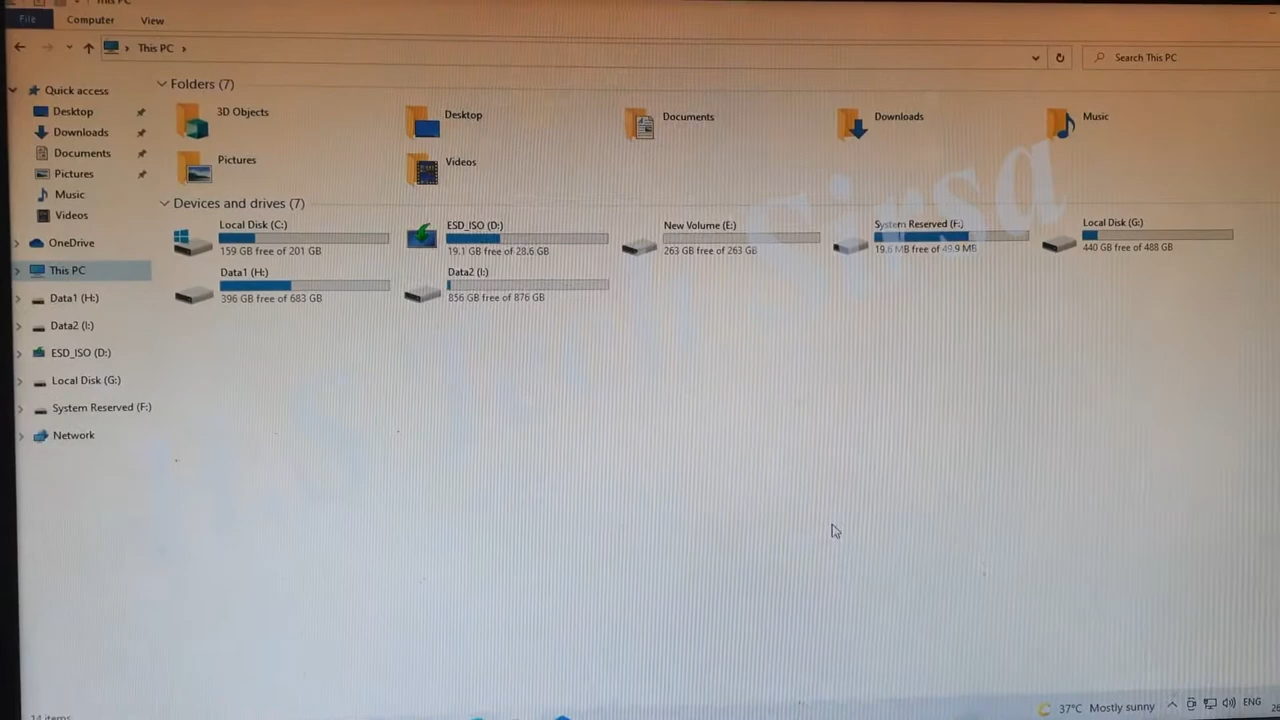 This PC
File Computer View
This PC
Search This PC
Quick access
Desktop
Downloads
Documents
Pictures
Music
Videos
OneDrive
This PC
Data1 (H:)
Data2 (I:)
ESD_ISO (D:)
Local Disk (G:)
System Reserved (F:)
Network
Folders (7)
3D Objects
Desktop
Documents
Downloads
Music
Pictures
Videos
Devices and drives (7)
Local Disk (C:)
159 GB free of 201 GB
ESD_ISO (D:)
19.1 GB free of 28.6 GB
New Volume (E:)
263 GB free of 263 GB
System Reserved (F:)
19.6 MB free of 49.9 MB
Local Disk (G:)
440 GB free of 488 GB
Data1 (H:)
396 GB free of 683 GB
Data2 (I:)
856 GB free of 876 GB
14 items
37°C Mostly sunny
ENG